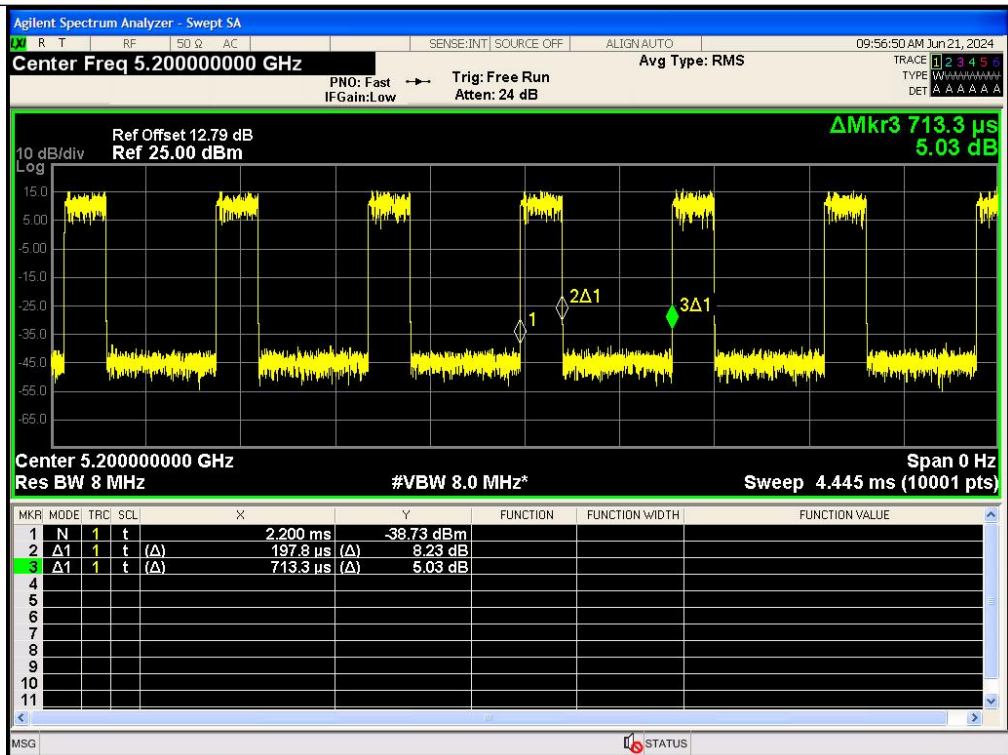 Agilent Spectrum Analyzer - Swept SA
LXI R T RF 50 Ω AC SENSE:INT SOURCE OFF ALIGN AUTO 09:56:50 AM Jun 21, 2024
Center Freq 5.200000000 GHz Avg Type: RMS TRACE 1 2 3 4 5 6
PNO: Fast Trig: Free Run TYPE
IFGain:Low Atten: 24 dB DET A A A A A A
ΔMkr3 713.3 µs
5.03 dB
Ref Offset 12.79 dB
10 dB/div Ref 25.00 dBm
Log
15.0
5.00
-5.00
-15.0
-25.0
-35.0
-45.0
-55.0
-65.0
2Δ1
3Δ1
1
Center 5.200000000 GHz Span 0 Hz
Res BW 8 MHz #VBW 8.0 MHz* Sweep 4.445 ms (10001 pts)
MKR MODE TRC SCL X Y FUNCTION FUNCTION WIDTH FUNCTION VALUE
1 N 1 t 2.200 ms -38.73 dBm
2 Δ1 1 t (Δ) 197.8 µs (Δ) 8.23 dB
3 Δ1 1 t (Δ) 713.3 µs (Δ) 5.03 dB
4
5
6
7
8
9
10
11
MSG STATUS